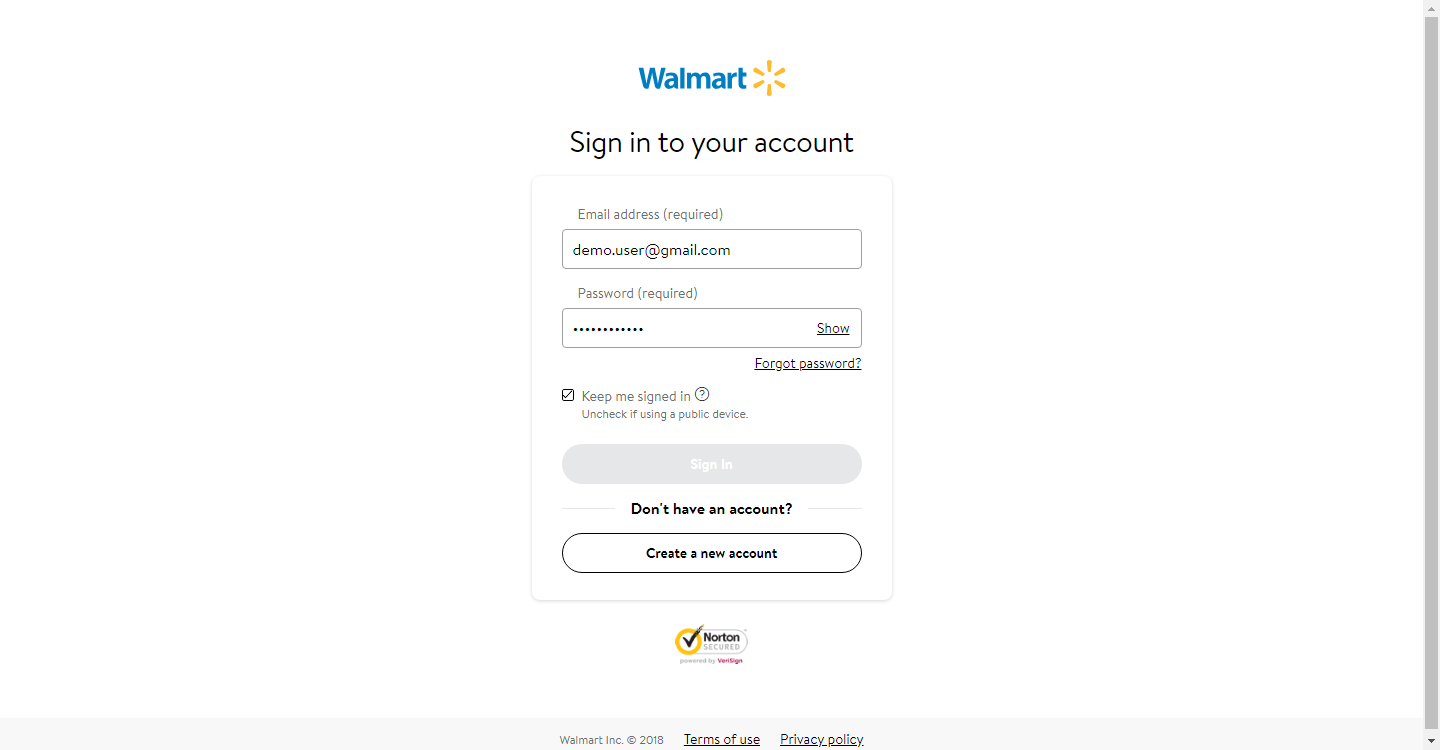 Walmart
Sign in to your account
Email address (required)
demo.user@gmail.com
Password (required)
•••••••••••• Show
Forgot password?
Keep me signed in ?
Uncheck if using a public device.
Sign In
Don't have an account?
Create a new account
Norton
SECURED
powered by VeriSign
Walmart Inc. © 2018 Terms of use Privacy policy